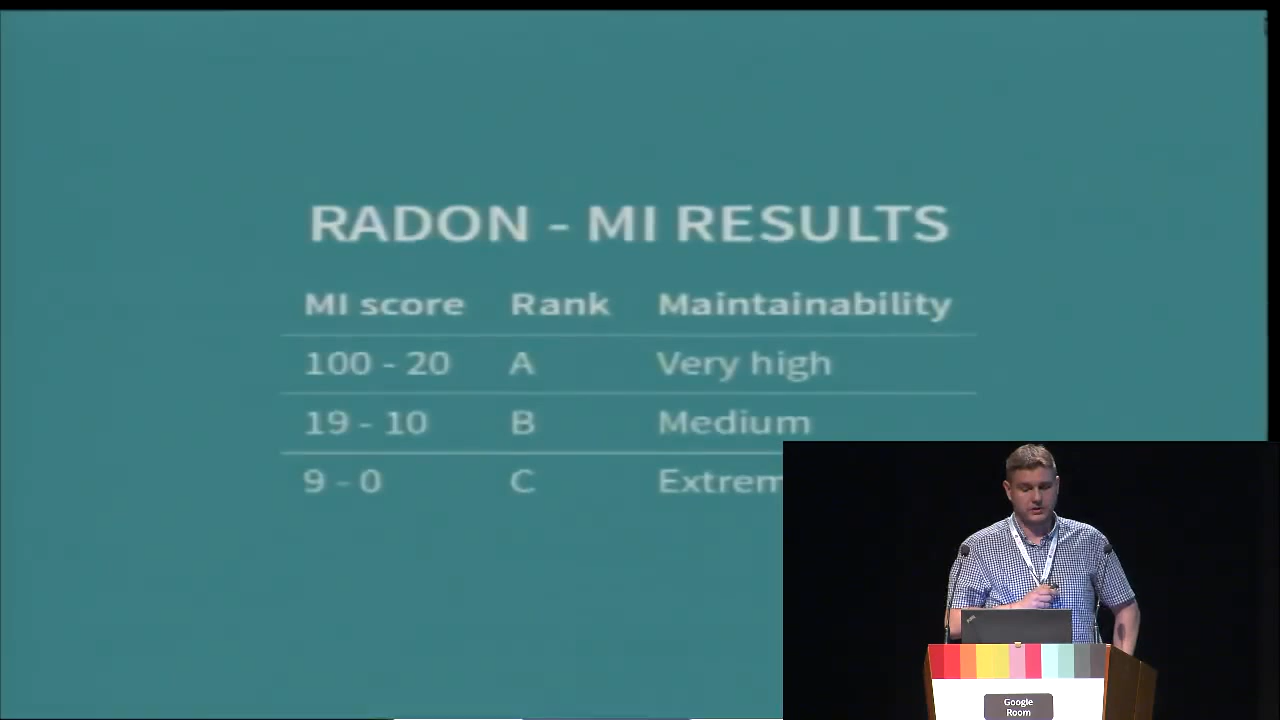 RADON - MI RESULTS
MI score Rank Maintainability
100 - 20 A Very high
19 - 10 B Medium
9 - 0 C
Google
Room